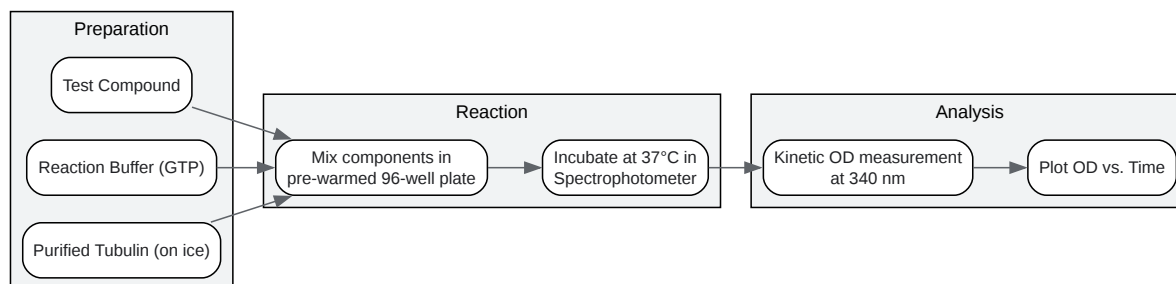 Preparation
Test Compound
Reaction Buffer (GTP)
Purified Tubulin (on ice)
Reaction
Mix components in
pre-warmed 96-well plate
Incubate at 37°C in
Spectrophotometer
Analysis
Kinetic OD measurement
at 340 nm
Plot OD vs. Time